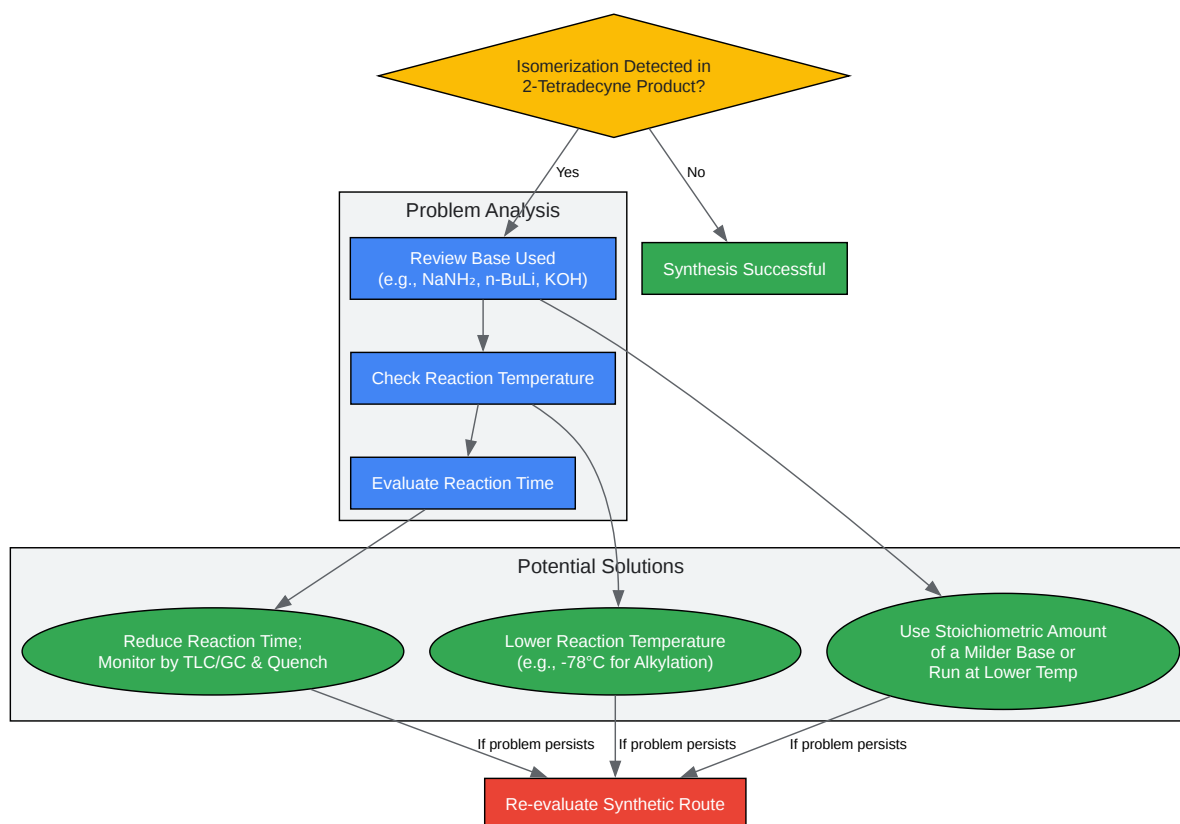 Isomerization Detected in
2-Tetradecyne Product?
Yes
No
Problem Analysis
Review Base Used
(e.g., NaNH₂, n-BuLi, KOH)
Synthesis Successful
Check Reaction Temperature
Evaluate Reaction Time
Potential Solutions
Reduce Reaction Time;
Monitor by TLC/GC & Quench
Lower Reaction Temperature
(e.g., -78°C for Alkylation)
Use Stoichiometric Amount
of a Milder Base or
Run at Lower Temp
If problem persists
If problem persists
If problem persists
Re-evaluate Synthetic Route